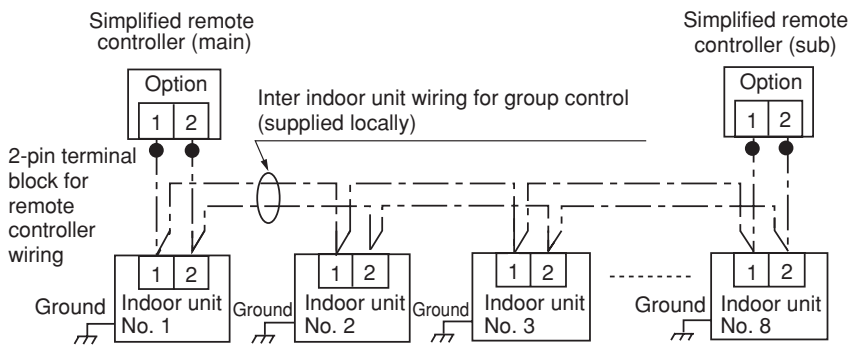 Simplified remote
controller (main)
Simplified remote
controller (sub)
Option
1 2
Option
1 2
Inter indoor unit wiring for group control
(supplied locally)
2-pin terminal
block for
remote
controller
wiring
1 2
1 2
1 2
1 2
Ground
Indoor unit
No. 1
Ground
Indoor unit
No. 2
Ground
Indoor unit
No. 3
Ground
Indoor unit
No. 8